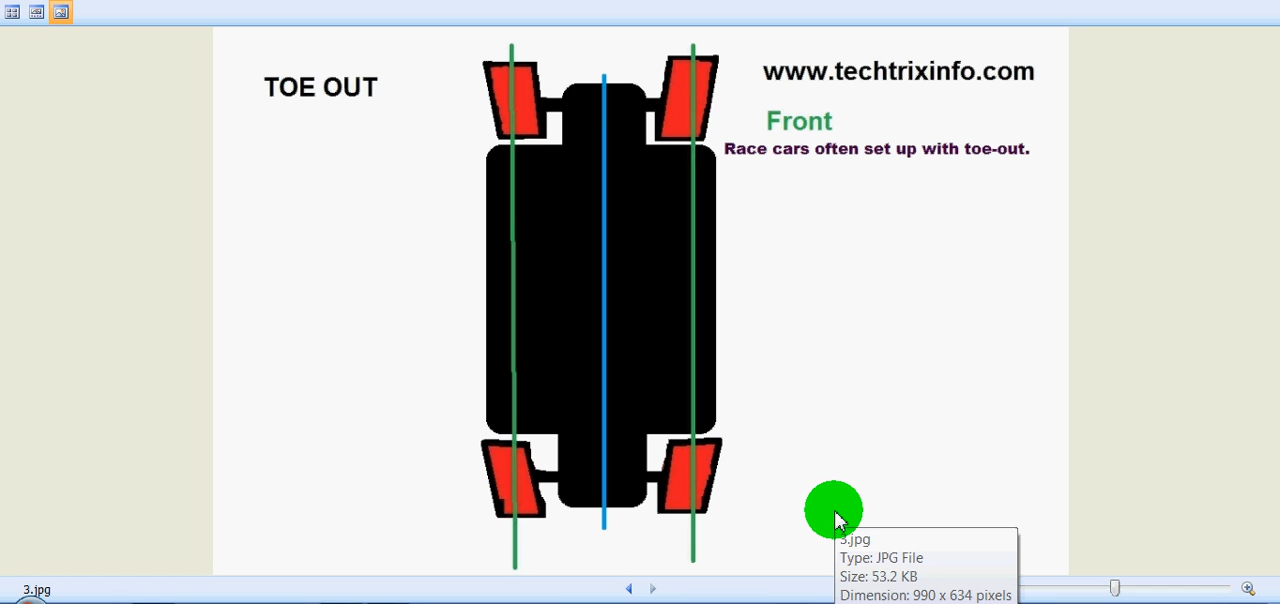 TOE OUT
www.techtrixinfo.com
Front
Race cars often set up with toe-out.
3.jpg
Type: JPG File
Size: 53.2 KB
Dimension: 990 x 634 pixels
3.jpg